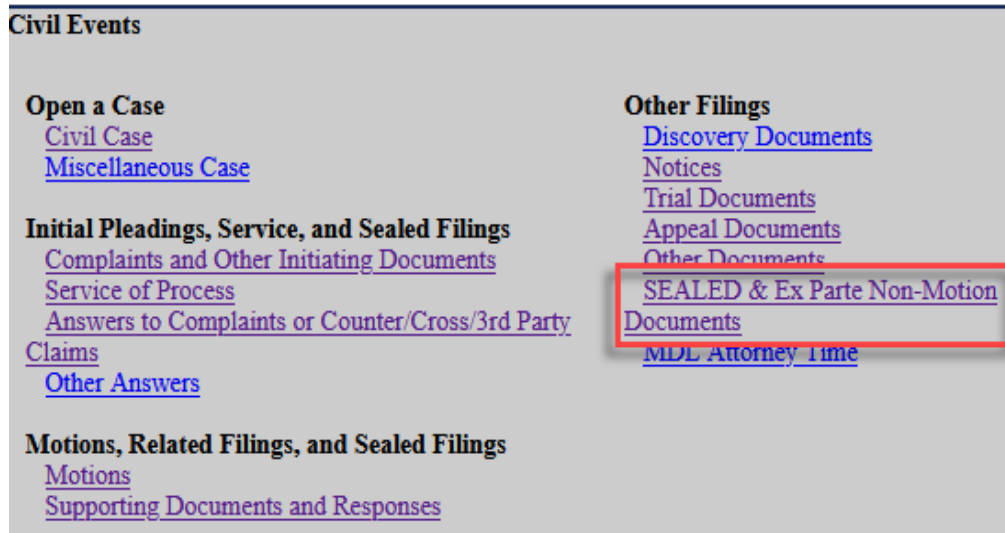 Civil Events
Open a Case
Civil Case
Miscellaneous Case
Initial Pleadings, Service, and Sealed Filings
Complaints and Other Initiating Documents
Service of Process
Answers to Complaints or Counter/Cross/3rd Party
Claims
Other Answers
Motions, Related Filings, and Sealed Filings
Motions
Supporting Documents and Responses
Other Filings
Discovery Documents
Notices
Trial Documents
Appeal Documents
Other Documents
SEALED & Ex Parte Non-Motion
Documents
MDL Attorney Time